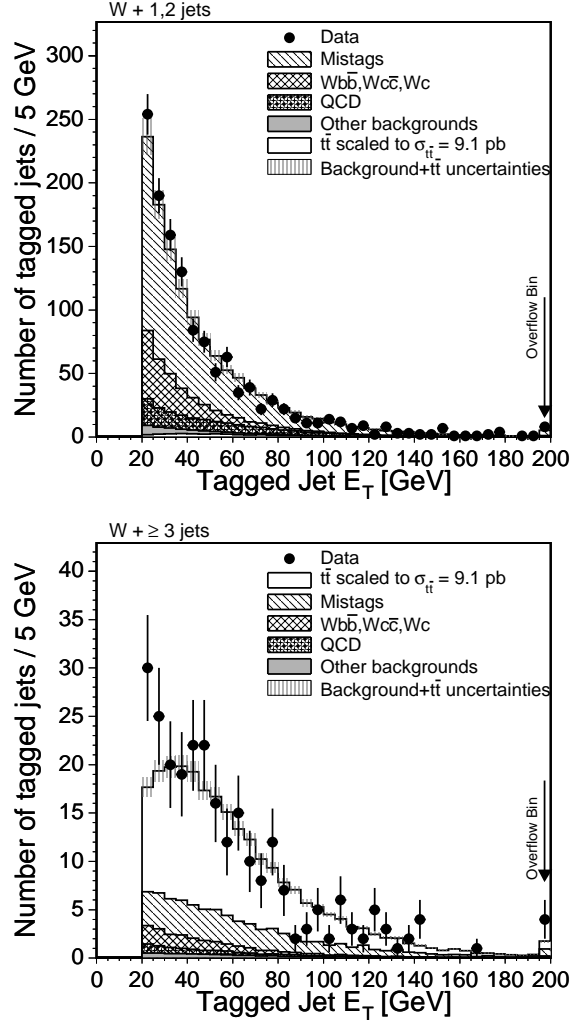 W + 1,2 jets
Number of tagged jets / 5 GeV
300
250
200
150
100
50
0
Data
Mistags
Wbb̅,Wcc̅,Wc
QCD
Other backgrounds
tt̅ scaled to σtt̅ = 9.1 pb
Background+tt̅ uncertainties
Overflow Bin
0 20 40 60 80 100 120 140 160 180 200
Tagged Jet ET [GeV]
W + ≥ 3 jets
Number of tagged jets / 5 GeV
40
35
30
25
20
15
10
5
0
Data
tt̅ scaled to σtt̅ = 9.1 pb
Mistags
Wbb̅,Wcc̅,Wc
QCD
Other backgrounds
Background+tt̅ uncertainties
Overflow Bin
0 20 40 60 80 100 120 140 160 180 200
Tagged Jet ET [GeV]